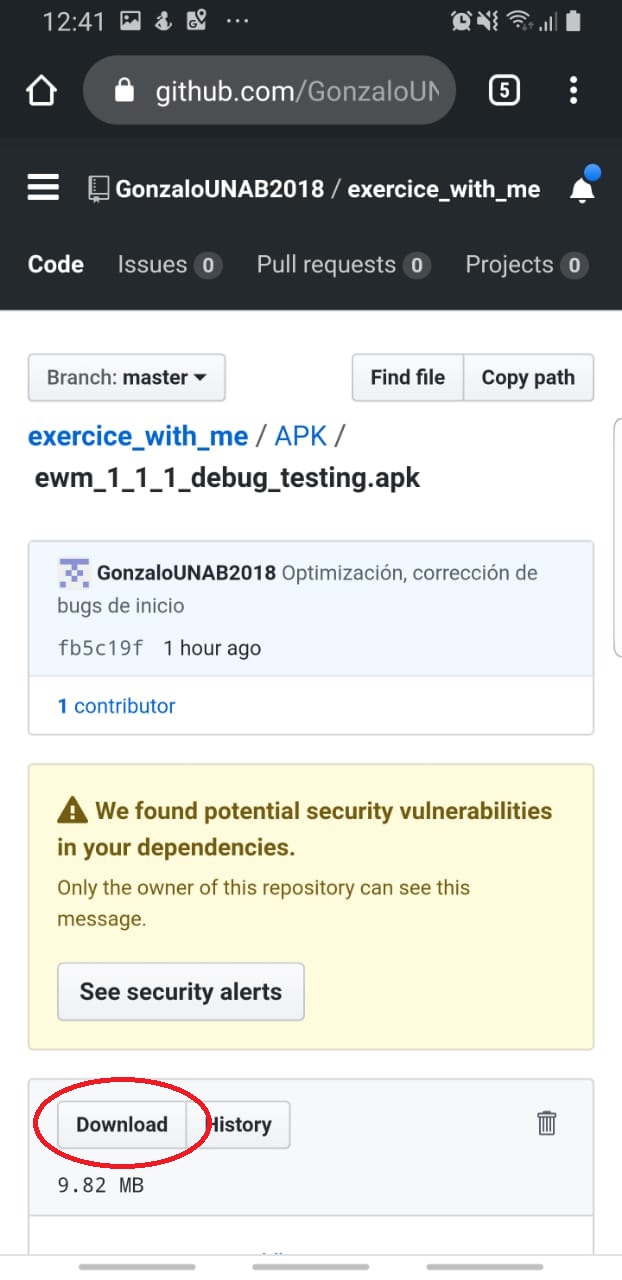 12:41
5
github.com/GonzaloUN
GonzaloUNAB2018 / exercice_with_me
Code Issues 0 Pull requests 0 Projects 0
Branch: master Find file Copy path
exercice_with_me / APK /
ewm_1_1_1_debug_testing.apk
GonzaloUNAB2018 Optimización, corrección de
bugs de inicio
fb5c19f 1 hour ago
1 contributor
We found potential security vulnerabilities
in your dependencies.
Only the owner of this repository can see this
message.
See security alerts
Download History
9.82 MB